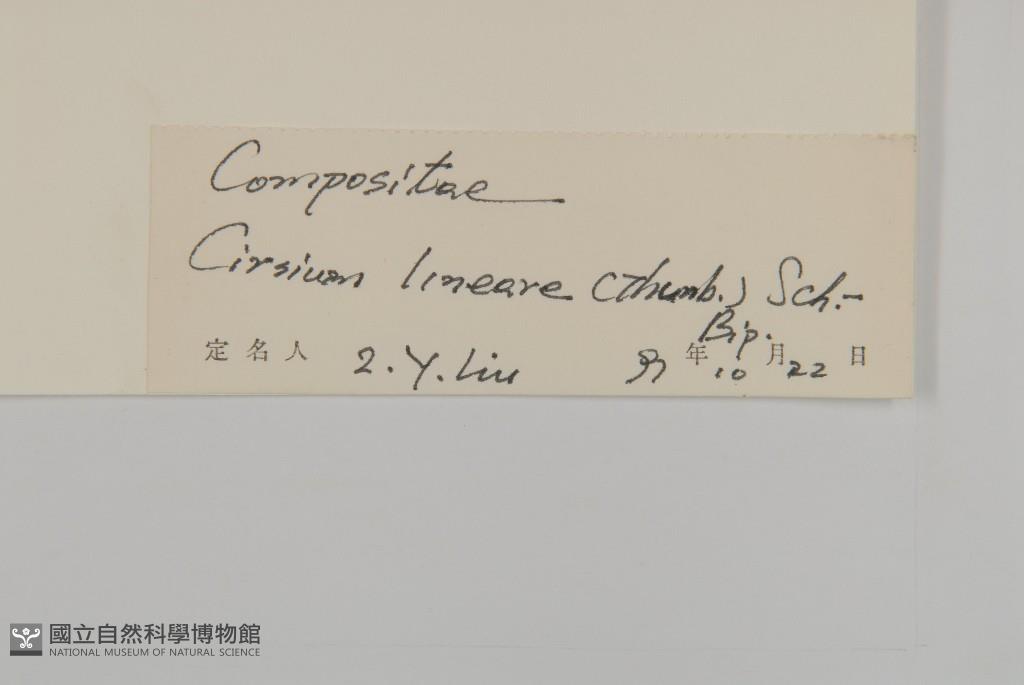 Compositae
Cirsium lineare (Thunb.) Sch.-
Bip.
定名人 Z. Y. Liu 年 10 月 22 日
國立自然科學博物館
NATIONAL MUSEUM OF NATURAL SCIENCE